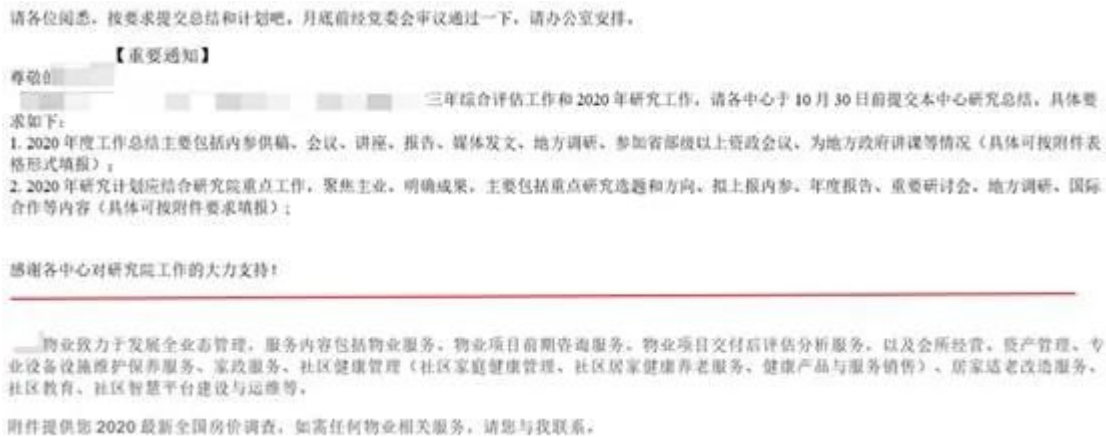 请各位阅悉，按要求提交总结和计划吧，月底前经党委会审议通过一下，请办公室安排。
【重要通知】
尊敬的
三年综合评估工作和 2020 年研究工作，请各中心于 10 月 30 日前提交本中心研究总结，具体要
求如下：
1. 2020 年度工作总结主要包括内参供稿、会议、讲座、报告、媒体发文、地方调研、参加省部级以上资政会议、为地方政府讲课等情况（具体可按附件表
格形式填报）；
2. 2020 年研究计划应结合研究院重点工作，聚焦主业、明确成果，主要包括重点研究选题和方向、拟上报内参、年度报告、重要研讨会、地方调研、国际
合作等内容（具体可按附件要求填报）；
感谢各中心对研究院工作的大力支持！
物业致力于发展全业态管理，服务内容包括物业服务、物业项目前期咨询服务、物业项目交付后评估分析服务，以及会所经营、资产管理、专
业设备设施维护保养服务、家政服务、社区健康管理（社区家庭健康管理、社区居家健康养老服务、健康产品与服务销售）、居家适老改造服务、
社区教育、社区智慧平台建设与运维等。
附件提供您 2020 最新全国房价调查，如需任何物业相关服务，请您与我联系。